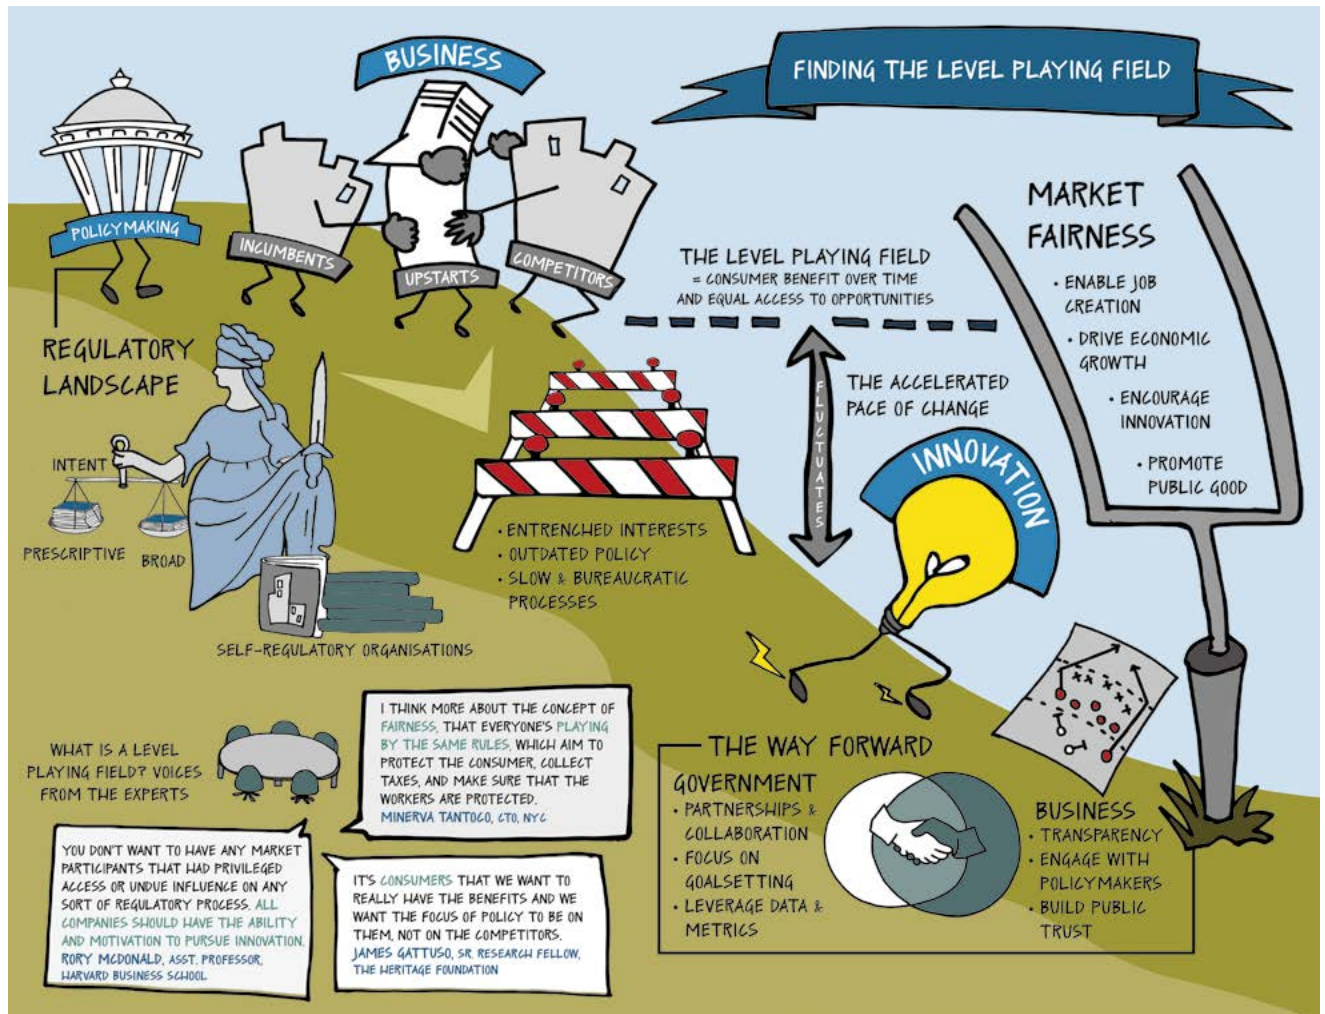 FINDING THE LEVEL PLAYING FIELD
BUSINESS
POLICYMAKING
INCUMBENTS
UPSTARTS
COMPETITORS
REGULATORY
LANDSCAPE
INTENT
PRESCRIPTIVE
BROAD
SELF-REGULATORY ORGANISATIONS
• ENTRENCHED INTERESTS
• OUTDATED POLICY
• SLOW & BUREAUCRATIC
PROCESSES
THE LEVEL PLAYING FIELD
= CONSUMER BENEFIT OVER TIME
AND EQUAL ACCESS TO OPPORTUNITIES
FLUCTUATES
THE ACCELERATED
PACE OF CHANGE
INNOVATION
MARKET
FAIRNESS
• ENABLE JOB
CREATION
• DRIVE ECONOMIC
GROWTH
• ENCOURAGE
INNOVATION
• PROMOTE
PUBLIC GOOD
WHAT IS A LEVEL
PLAYING FIELD? VOICES
FROM THE EXPERTS
I THINK MORE ABOUT THE CONCEPT OF
FAIRNESS, THAT EVERYONE'S PLAYING
BY THE SAME RULES, WHICH AIM TO
PROTECT THE CONSUMER, COLLECT
TAXES, AND MAKE SURE THAT THE
WORKERS ARE PROTECTED.
MINERVA TANTOCO, CTO, NYC
YOU DON'T WANT TO HAVE ANY MARKET
PARTICIPANTS THAT HAD PRIVILEGED
ACCESS OR UNDUE INFLUENCE ON ANY
SORT OF REGULATORY PROCESS. ALL
COMPANIES SHOULD HAVE THE ABILITY
AND MOTIVATION TO PURSUE INNOVATION.
RORY MCDONALD, ASST. PROFESSOR,
HARVARD BUSINESS SCHOOL
IT'S CONSUMERS THAT WE WANT TO
REALLY HAVE THE BENEFITS AND WE
WANT THE FOCUS OF POLICY TO BE ON
THEM, NOT ON THE COMPETITORS.
JAMES GATTUSO, SR. RESEARCH FELLOW,
THE HERITAGE FOUNDATION
THE WAY FORWARD
GOVERNMENT
• PARTNERSHIPS &
COLLABORATION
• FOCUS ON
GOALSETTING
• LEVERAGE DATA &
METRICS
BUSINESS
• TRANSPARENCY
• ENGAGE WITH
POLICYMAKERS
• BUILD PUBLIC
TRUST